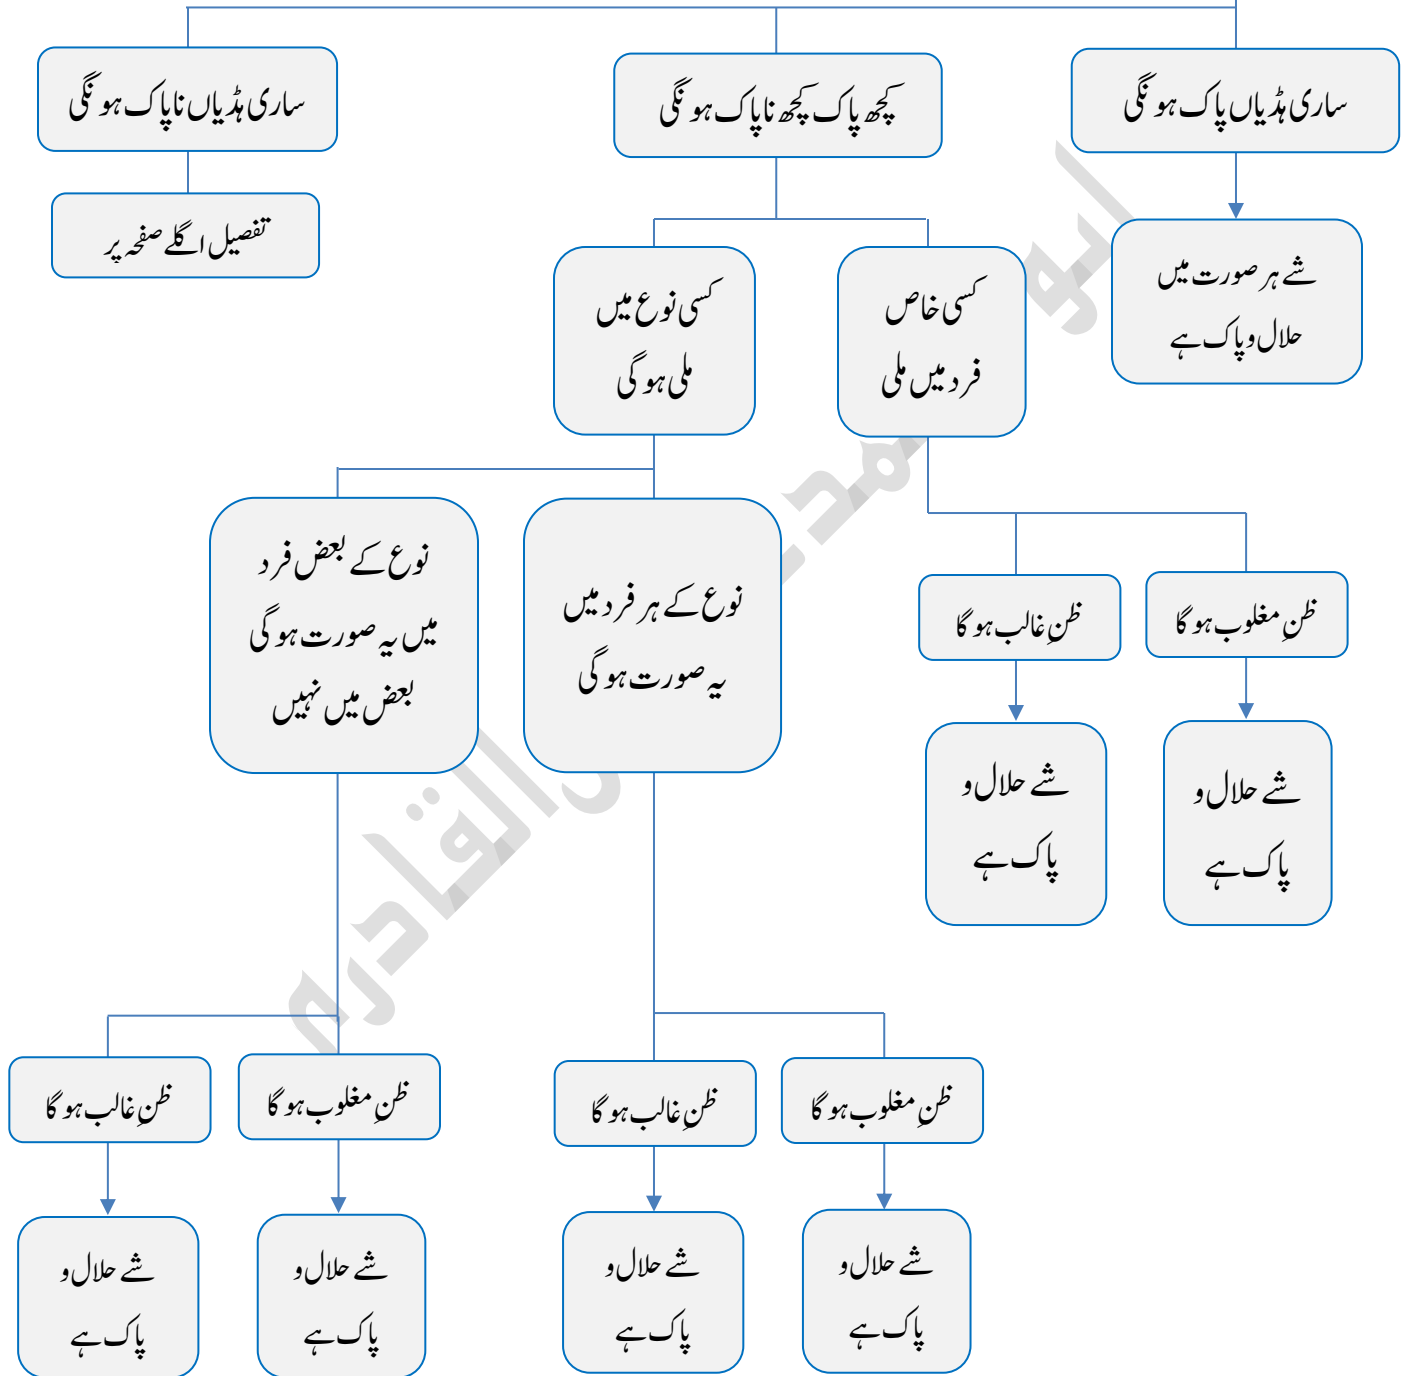 ساری ہڈیاں پاک ہونگی
کچھ پاک کچھ ناپاک ہونگی
ساری ہڈیاں ناپاک ہونگی
شے ہر صورت میں
حلال و پاک ہے
تفصیل اگلے صفحہ پر
کسی خاص
فرد میں ملی
کسی نوع میں
ملی ہوگی
ظنِ مغلوب ہوگا
ظنِ غالب ہوگا
شے حلال و
پاک ہے
شے حلال و
پاک ہے
نوع کے ہر فرد میں
یہ صورت ہوگی
نوع کے بعض فرد
میں یہ صورت ہوگی
بعض میں نہیں
ظنِ مغلوب ہوگا
ظنِ غالب ہوگا
ظنِ مغلوب ہوگا
ظنِ غالب ہوگا
شے حلال و
پاک ہے
شے حلال و
پاک ہے
شے حلال و
پاک ہے
شے حلال و
پاک ہے